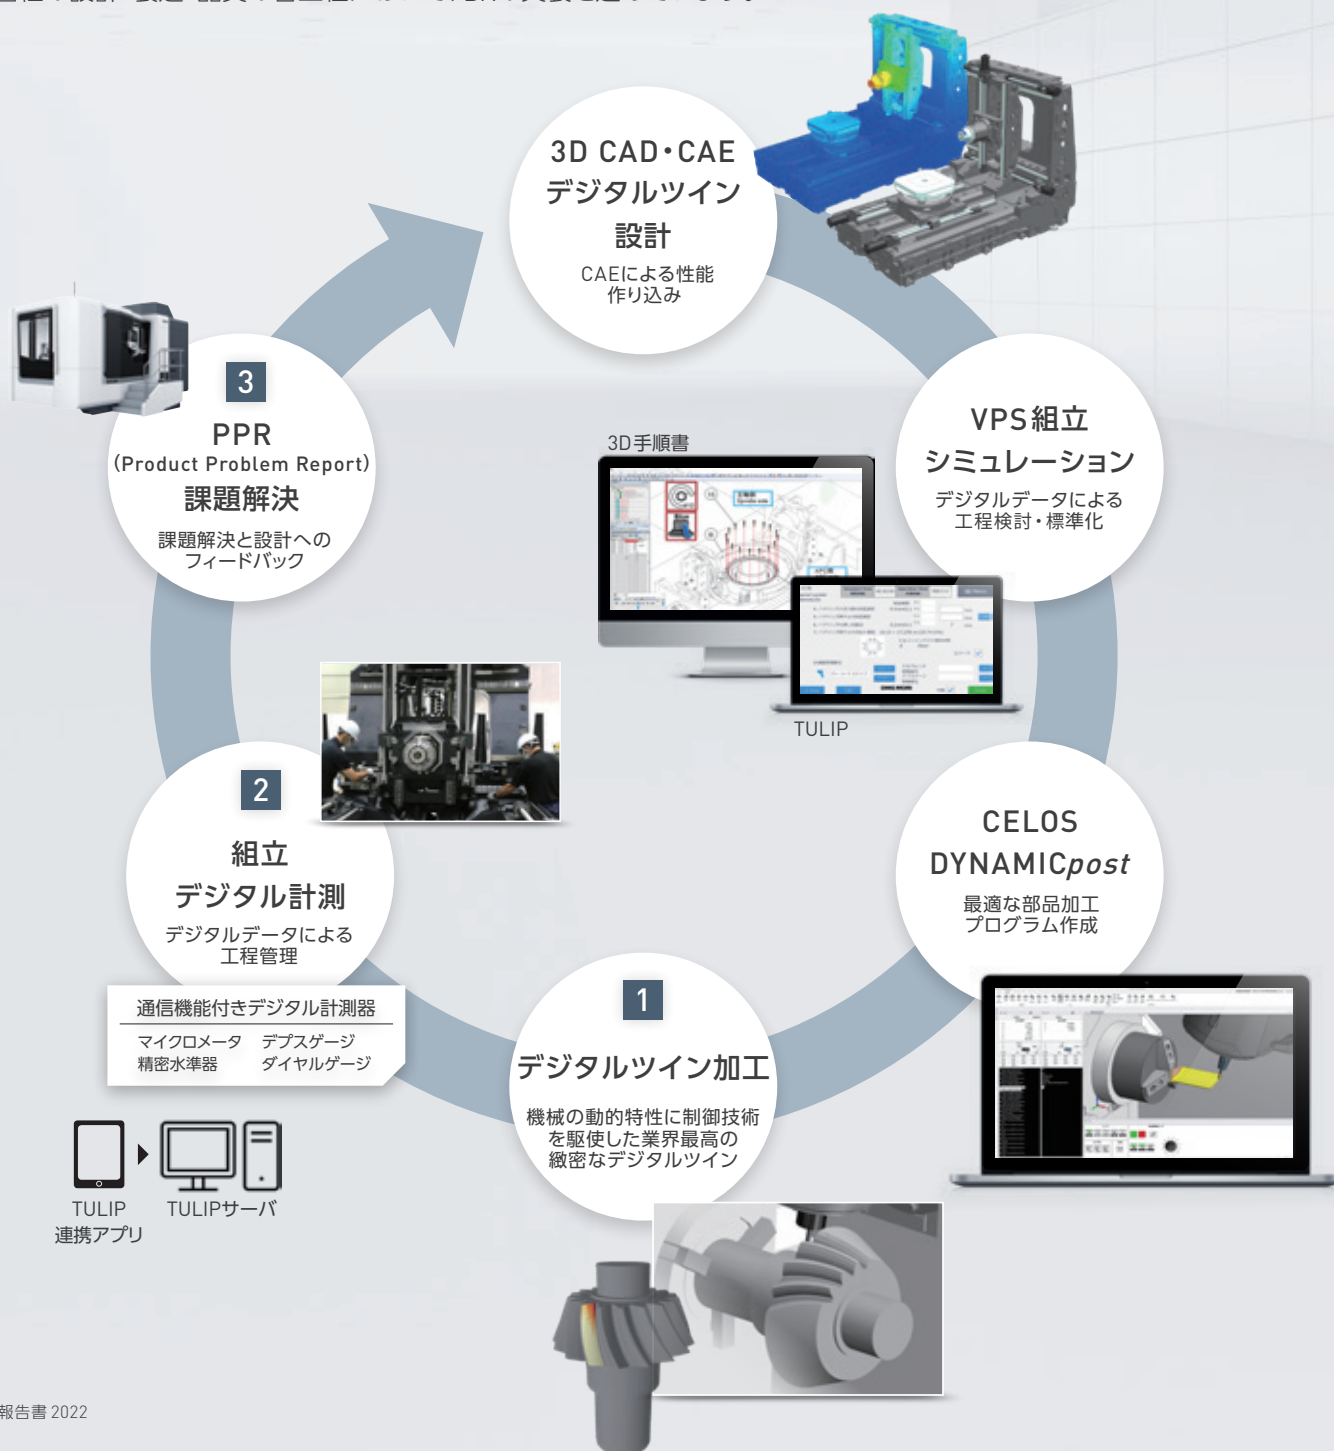 3D CAD・CAE
デジタルツイン
設計
CAEによる性能
作り込み
VPS組立
シミュレーション
デジタルデータによる
工程検討・標準化
3D手順書
TULIP
CELOS
DYNAMICpost
最適な部品加工
プログラム作成
1
デジタルツイン加工
機械の動的特性に制御技術
を駆使した業界最高の
緻密なデジタルツイン
2
組立
デジタル計測
デジタルデータによる
工程管理
通信機能付きデジタル計測器
マイクロメータ デプスゲージ
精密水準器 ダイヤルゲージ
TULIP
連携アプリ
TULIPサーバ
3
PPR
(Product Problem Report)
課題解決
課題解決と設計への
フィードバック
報告書 2022